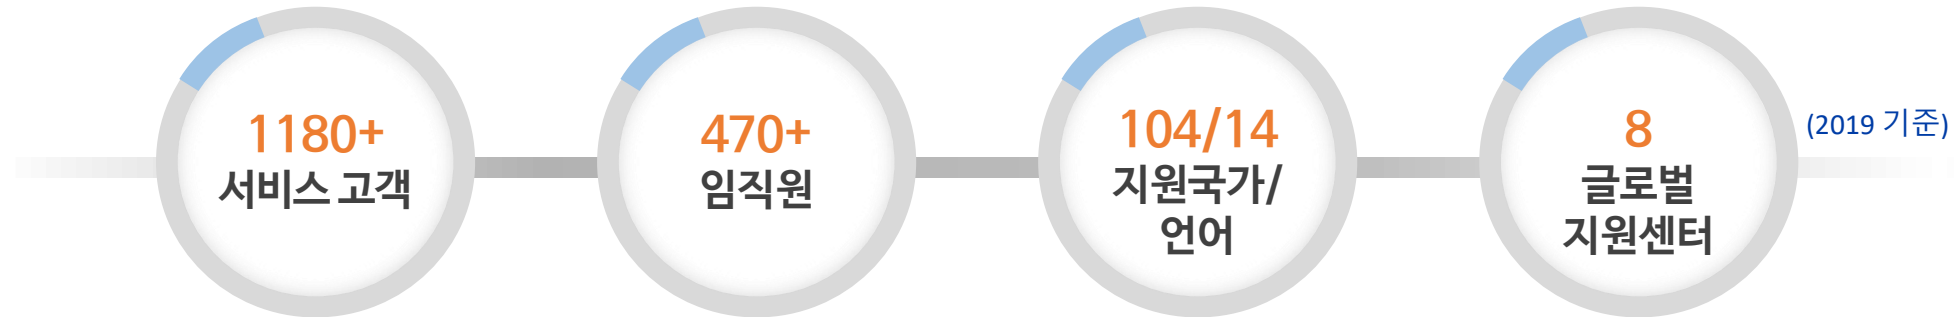 1180+
서비스 고객
470+
임직원
104/14
지원국가/
언어
8
글로벌
지원센터
(2019 기준)